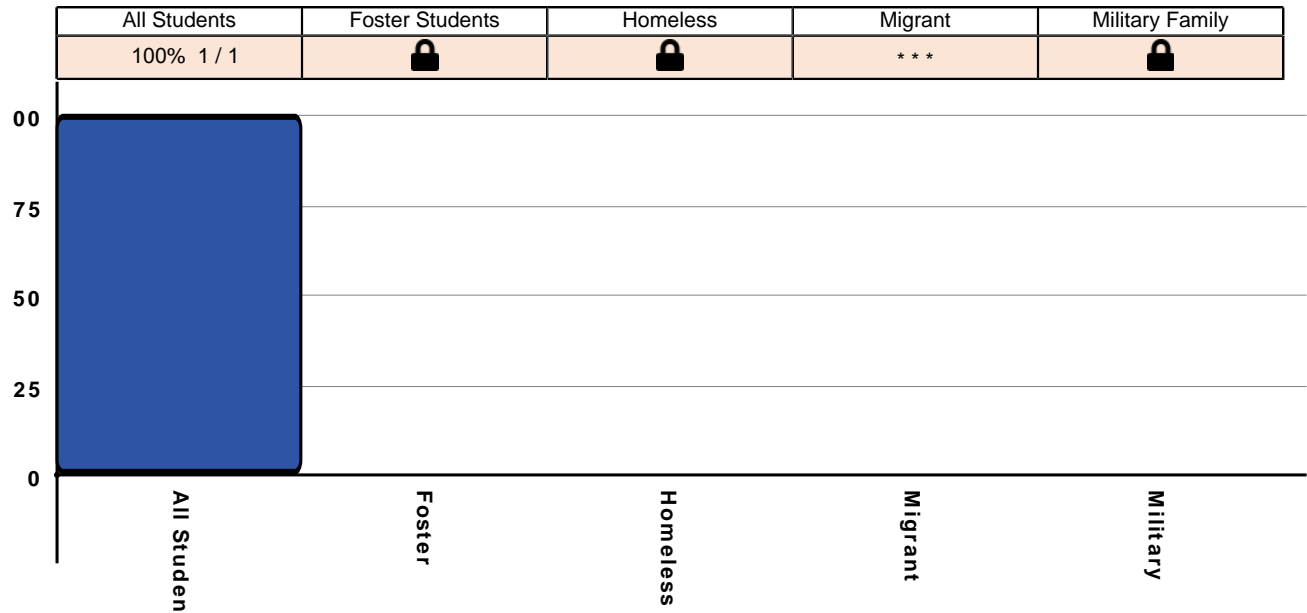 All Students Foster Students Homeless Migrant Military Family
100% 1 / 1 * * *
00
75
50
25
0
All Studen
Foster
Homeless
Migrant
Military